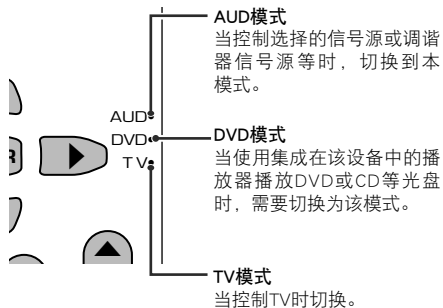 AUD模式
当控制选择的信号源或调谐
器信号源等时，切换到本
模式。
AUD
DVD
TV
DVD模式
当使用集成在该设备中的播
放器播放DVD或CD等光盘
时，需要切换为该模式。
TV模式
当控制TV时切换。